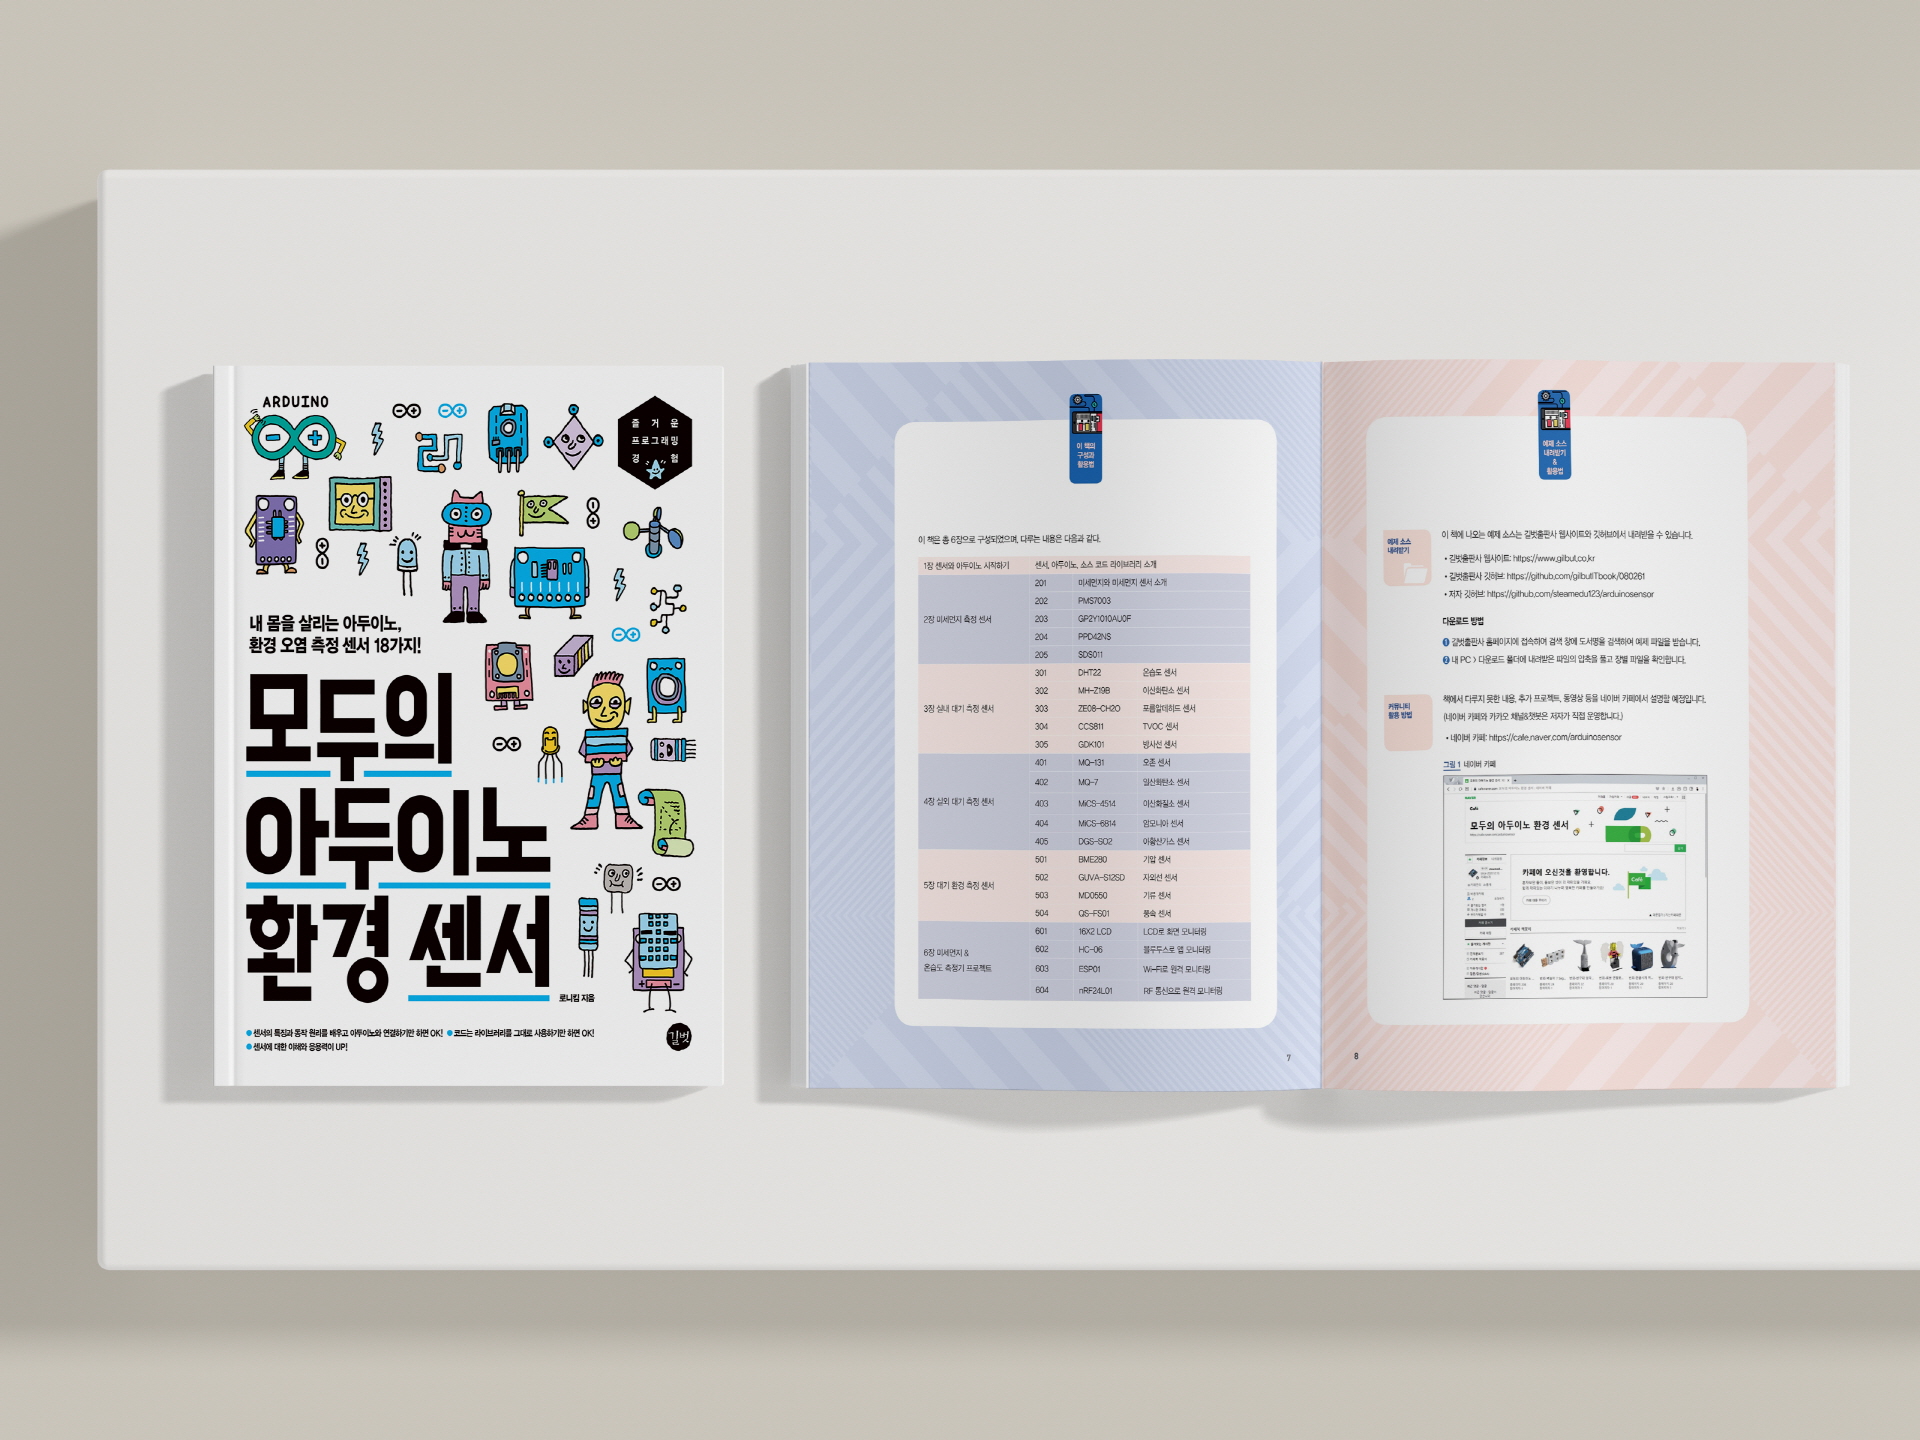 ARDUINO
즐거운
프로그래밍
경험
내 몸을 살리는 아두이노,
환경 오염 측정 센서 18가지!
모두의
아두이노
환경 센서
로니킴 지음
센서의 특징과 동작 원리를 배우고 아두이노와 연결하기만 하면 OK! 코드는 라이브러리를 그대로 사용하기만 하면 OK!
센서에 대한 이해와 응용력이 UP!
길벗
이 책의
구성과
활용법
이 책은 총 6장으로 구성되었으며, 다루는 내용은 다음과 같다.
1장 센서와 아두이노 시작하기 센서, 아두이노, 소스 코드 라이브러리 소개
2장 미세먼지 측정 센서
201 미세먼지와 미세먼지 센서 소개
202 PMS7003
203 GP2Y1010AU0F
204 PPD42NS
205 SDS011
3장 실내 대기 측정 센서
301 DHT22 온습도 센서
302 MH-Z19B 이산화탄소 센서
303 ZE08-CH2O 포름알데히드 센서
304 CCS811 TVOC 센서
305 GDK101 방사선 센서
4장 실외 대기 측정 센서
401 MQ-131 오존 센서
402 MQ-7 일산화탄소 센서
403 MiCS-4514 이산화질소 센서
404 MiCS-6814 암모니아 센서
405 DGS-SO2 이황산가스 센서
5장 대기 환경 측정 센서
501 BME280 기압 센서
502 GUVA-S12SD 자외선 센서
503 MD0550 기류 센서
504 QS-FS01 풍속 센서
6장 미세먼지 &
온습도 측정기 프로젝트
601 16X2 LCD LCD로 화면 모니터링
602 HC-06 블루투스로 앱 모니터링
603 ESP01 Wi-Fi로 원격 모니터링
604 nRF24L01 RF 통신으로 원격 모니터링
7
예제 소스
내려받기
&
활용법
예제 소스
내려받기
이 책에 나오는 예제 소스는 길벗출판사 웹사이트와 깃허브에서 내려받을 수 있습니다.
• 길벗출판사 웹사이트: https://www.gilbut.co.kr
• 길벗출판사 깃허브: https://github.com/gilbutITbook/080261
• 저자 깃허브: https://github.com/steamedu123/arduinosensor
다운로드 방법
❶ 길벗출판사 홈페이지에 접속하여 검색 창에 도서명을 검색하여 예제 파일을 받습니다.
❷ 내 PC > 다운로드 폴더에 내려받은 파일의 압축을 풀고 장별 파일을 확인합니다.
커뮤니티
활용 방법
책에서 다루지 못한 내용, 추가 프로젝트, 동영상 등을 네이버 카페에서 설명할 예정입니다.
(네이버 카페와 카카오 채널&챗봇은 저자가 직접 운영합니다.)
• 네이버 카페: https://cafe.naver.com/arduinosensor
그림 1 네이버 카페
Cafe
모두의 아두이노 환경 센서
카페에 오신것을 환영합니다.
Cafe
8